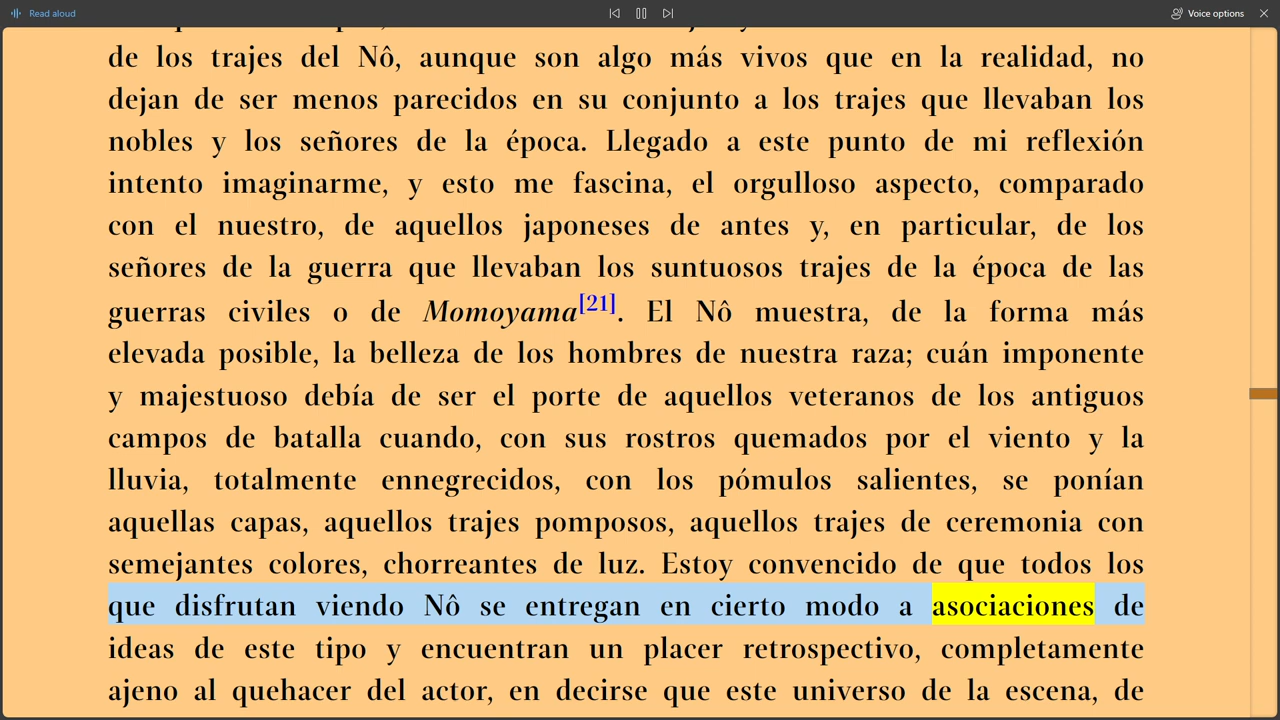 Read aloud
Voice options
de los trajes del Nô, aunque son algo más vivos que en la realidad, no
dejan de ser menos parecidos en su conjunto a los trajes que llevaban los
nobles y los señores de la época. Llegado a este punto de mi reflexión
intento imaginarme, y esto me fascina, el orgulloso aspecto, comparado
con el nuestro, de aquellos japoneses de antes y, en particular, de los
señores de la guerra que llevaban los suntuosos trajes de la época de las
guerras civiles o de Momoyama[21]. El Nô muestra, de la forma más
elevada posible, la belleza de los hombres de nuestra raza; cuán imponente
y majestuoso debía de ser el porte de aquellos veteranos de los antiguos
campos de batalla cuando, con sus rostros quemados por el viento y la
lluvia, totalmente ennegrecidos, con los pómulos salientes, se ponían
aquellas capas, aquellos trajes pomposos, aquellos trajes de ceremonia con
semejantes colores, chorreantes de luz. Estoy convencido de que todos los
que disfrutan viendo Nô se entregan en cierto modo a asociaciones de
ideas de este tipo y encuentran un placer retrospectivo, completamente
ajeno al quehacer del actor, en decirse que este universo de la escena, de